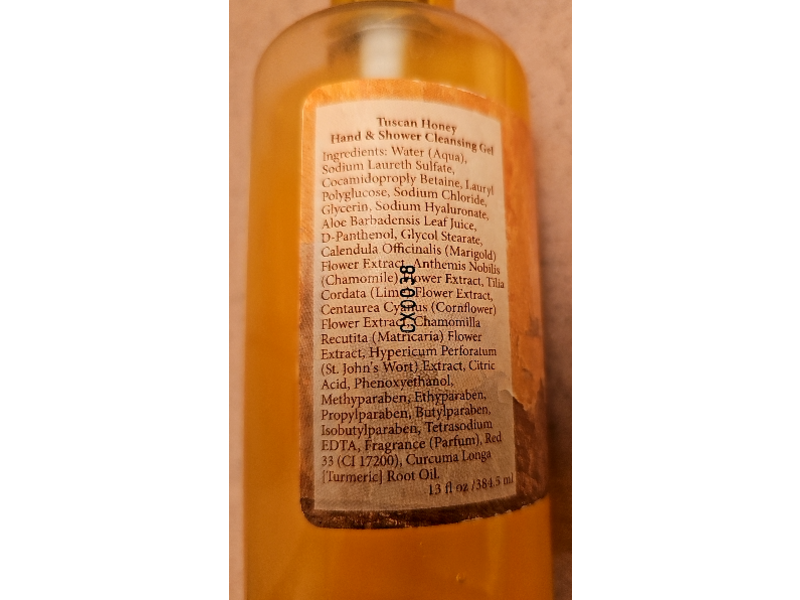 Tuscan Honey
Hand & Shower Cleansing Gel
Ingredients: Water (Aqua),
Sodium Laureth Sulfate,
Cocamidoproply Betaine, Lauryl
Polyglucose, Sodium Chloride,
Glycerin, Sodium Hyaluronate,
Aloe Barbadensis Leaf Juice,
D-Panthenol, Glycol Stearate,
Calendula Officinalis (Marigold)
Flower Extract, Anthemis Nobilis
(Chamomile) Flower Extract, Tilia
Cordata (Lime) Flower Extract,
Centaurea Cyanus (Cornflower)
Flower Extract, Chamomilla
Recutita (Matricaria) Flower
Extract, Hypericum Perforatum
(St. John's Wort) Extract, Citric
Acid, Phenoxyethanol,
Methyparaben, Ethyparaben,
Propylparaben, Butylparaben,
Isobutylparaben, Tetrasodium
EDTA, Fragrance (Parfum), Red
33 (CI 17200), Curcuma Longa
[Turmeric] Root Oil.
13 fl oz /384.5 ml
CX0038